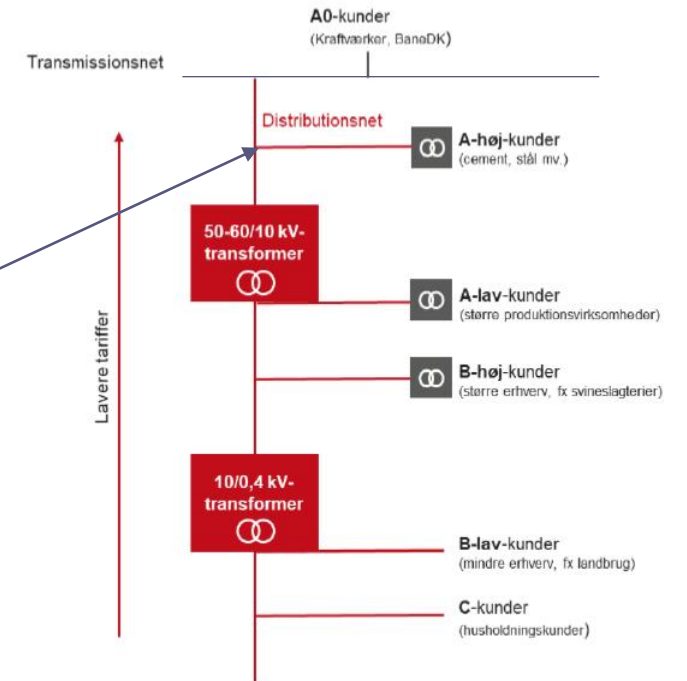 A0-kunder
(Kraftværker, BaneDK)
Transmissionsnet
Distributionsnet
A-høj-kunder
(cement, stål mv.)
50-60/10 kV-
transformer
A-lav-kunder
(større produktionsvirksomheder)
Lavere tariffer
B-høj-kunder
(større erhverv, fx svineslagterier)
10/0,4 kV-
transformer
B-lav-kunder
(mindre erhverv, fx landbrug)
C-kunder
(husholdningskunder)